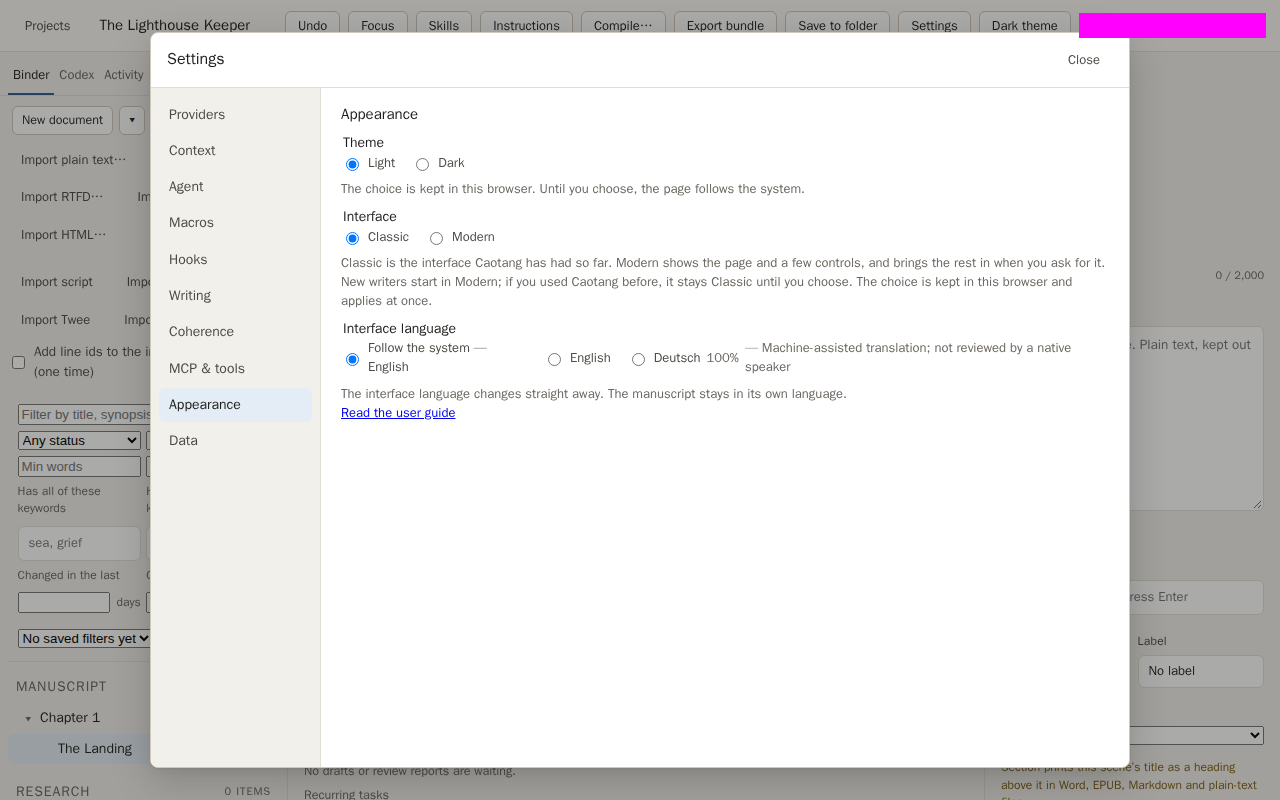 Projects
The Lighthouse Keeper
Undo
Focus
Skills
Instructions
Compile⋯
Export bundle
Save to folder
Settings
Dark theme
Binder
Codex
Activity
New document
Import plain text⋯
Import RTFD⋯
Import HTML⋯
Import script
Import Twee
Add line ids to the
(one time)
Filter by title, synopsis
Any status
Min words
Has all of these
keywords
sea, grief
Changed in the last
days
No saved filters yet
MANUSCRIPT
Chapter 1
The Landing
RESEARCH
0 ITEMS
Settings
Close
Providers
Context
Agent
Macros
Hooks
Writing
Coherence
MCP & tools
Appearance
Data
Appearance
Theme
Light
Dark
The choice is kept in this browser. Until you choose, the page follows the system.
Interface
Classic
Modern
Classic is the interface Caotang has had so far. Modern shows the page and a few controls, and brings the rest in when you ask for it.
New writers start in Modern; if you used Caotang before, it stays Classic until you choose. The choice is kept in this browser and
applies at once.
Interface language
Follow the system —
English
English
Deutsch 100%
— Machine-assisted translation; not reviewed by a native
speaker
The interface language changes straight away. The manuscript stays in its own language.
Read the user guide
No drafts or review reports are waiting.
Recurring tasks
0 / 2,000
. Plain text, kept out
Enter
Label
No label
Section prints this scene's title as a heading
above it in Word, EPUB, Markdown and plain-text